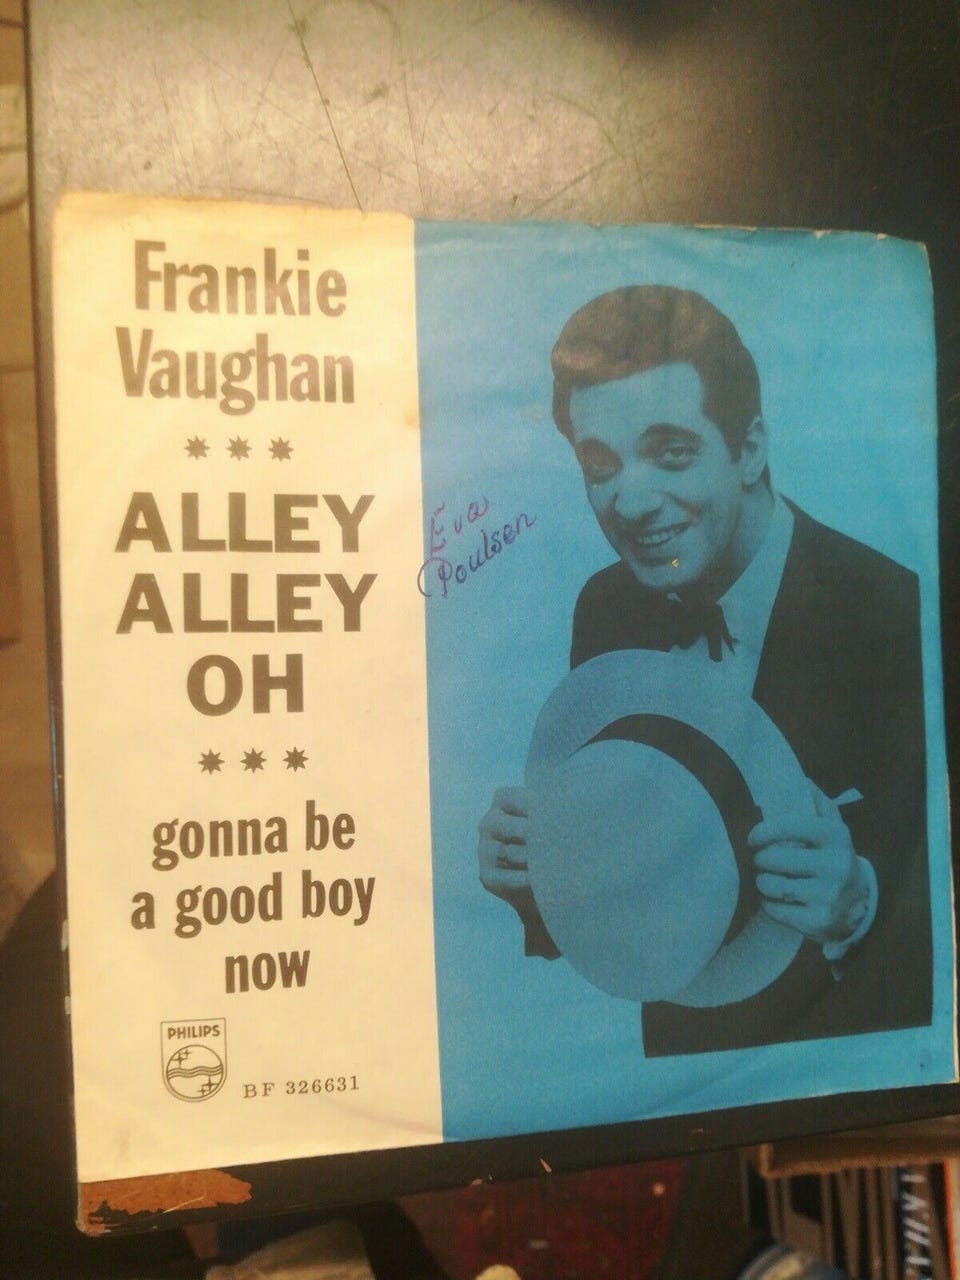 Frankie
Vaughan
ALLEY
ALLEY
OH
gonna be
a good boy
now
PHILIPS
BF 326631
Eva
Poulsen